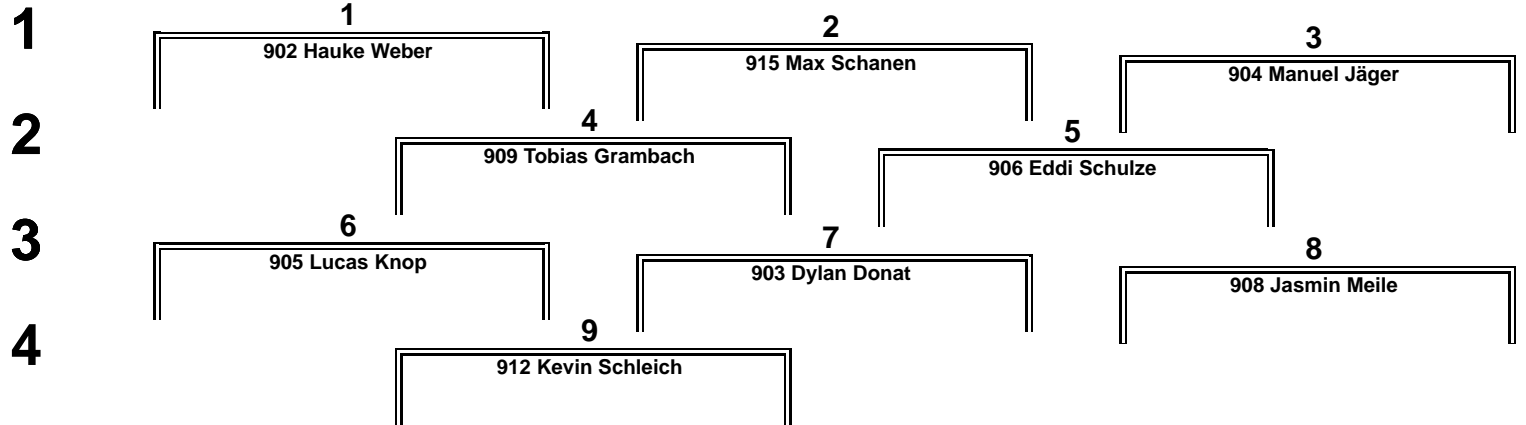 1
1
902 Hauke Weber
2
915 Max Schanen
3
904 Manuel Jäger
2
4
909 Tobias Grambach
5
906 Eddi Schulze
3
6
905 Lucas Knop
7
903 Dylan Donat
8
908 Jasmin Meile
4
9
912 Kevin Schleich